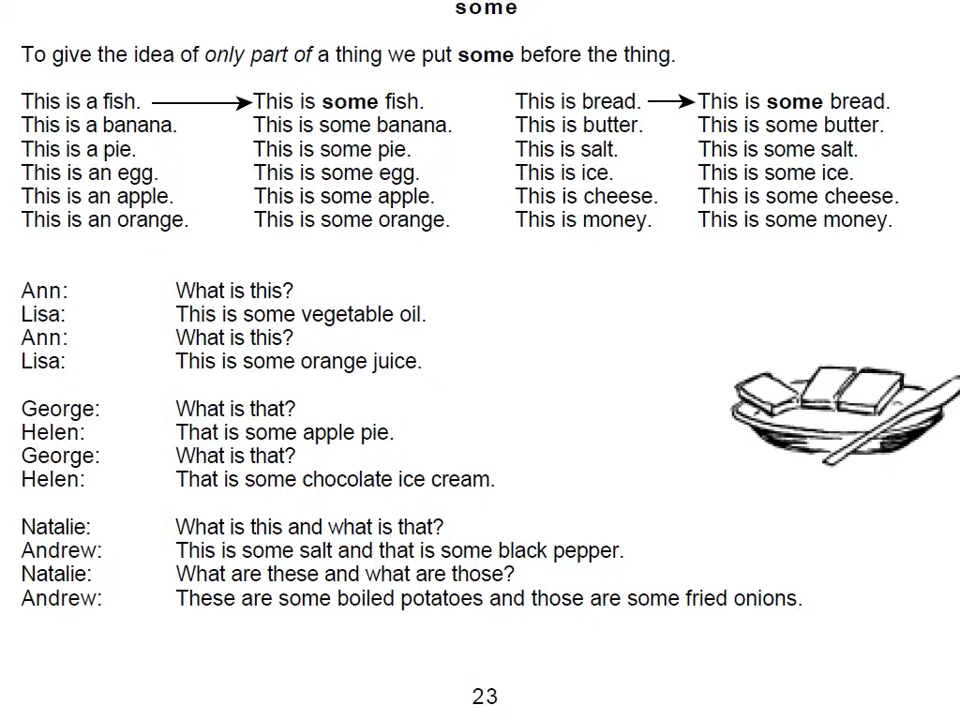 some
To give the idea of only part of a thing we put some before the thing.
This is a fish. This is some fish. This is bread. This is some bread.
This is a banana. This is some banana. This is butter. This is some butter.
This is a pie. This is some pie. This is salt. This is some salt.
This is an egg. This is some egg. This is ice. This is some ice.
This is an apple. This is some apple. This is cheese. This is some cheese.
This is an orange. This is some orange. This is money. This is some money.
Ann: What is this?
Lisa: This is some vegetable oil.
Ann: What is this?
Lisa: This is some orange juice.
George: What is that?
Helen: That is some apple pie.
George: What is that?
Helen: That is some chocolate ice cream.
Natalie: What is this and what is that?
Andrew: This is some salt and that is some black pepper.
Natalie: What are these and what are those?
Andrew: These are some boiled potatoes and those are some fried onions.
23